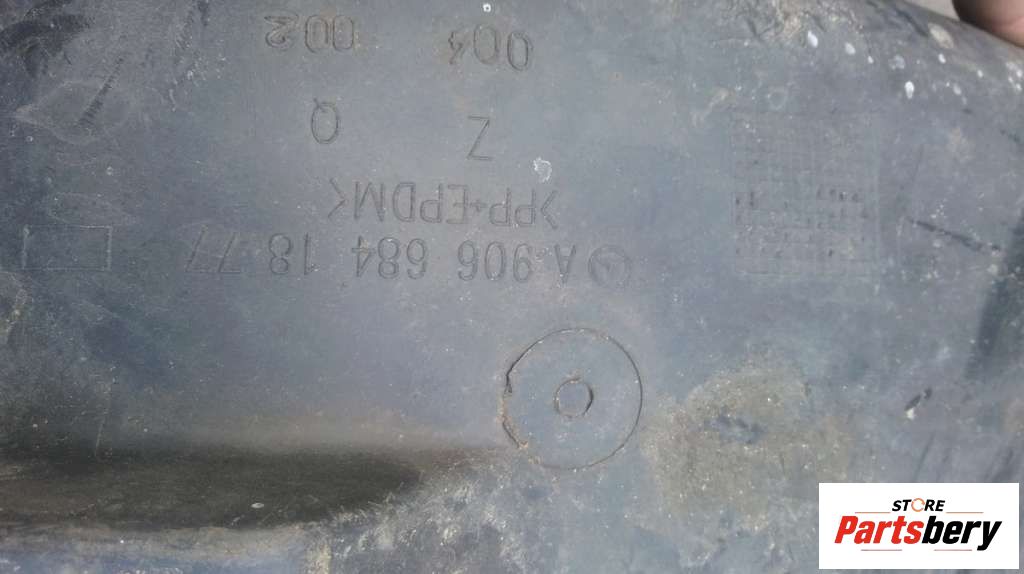 A 906 684 18 77
>PP+EPDM<
Z Q
004 002
STORE
Partsbery